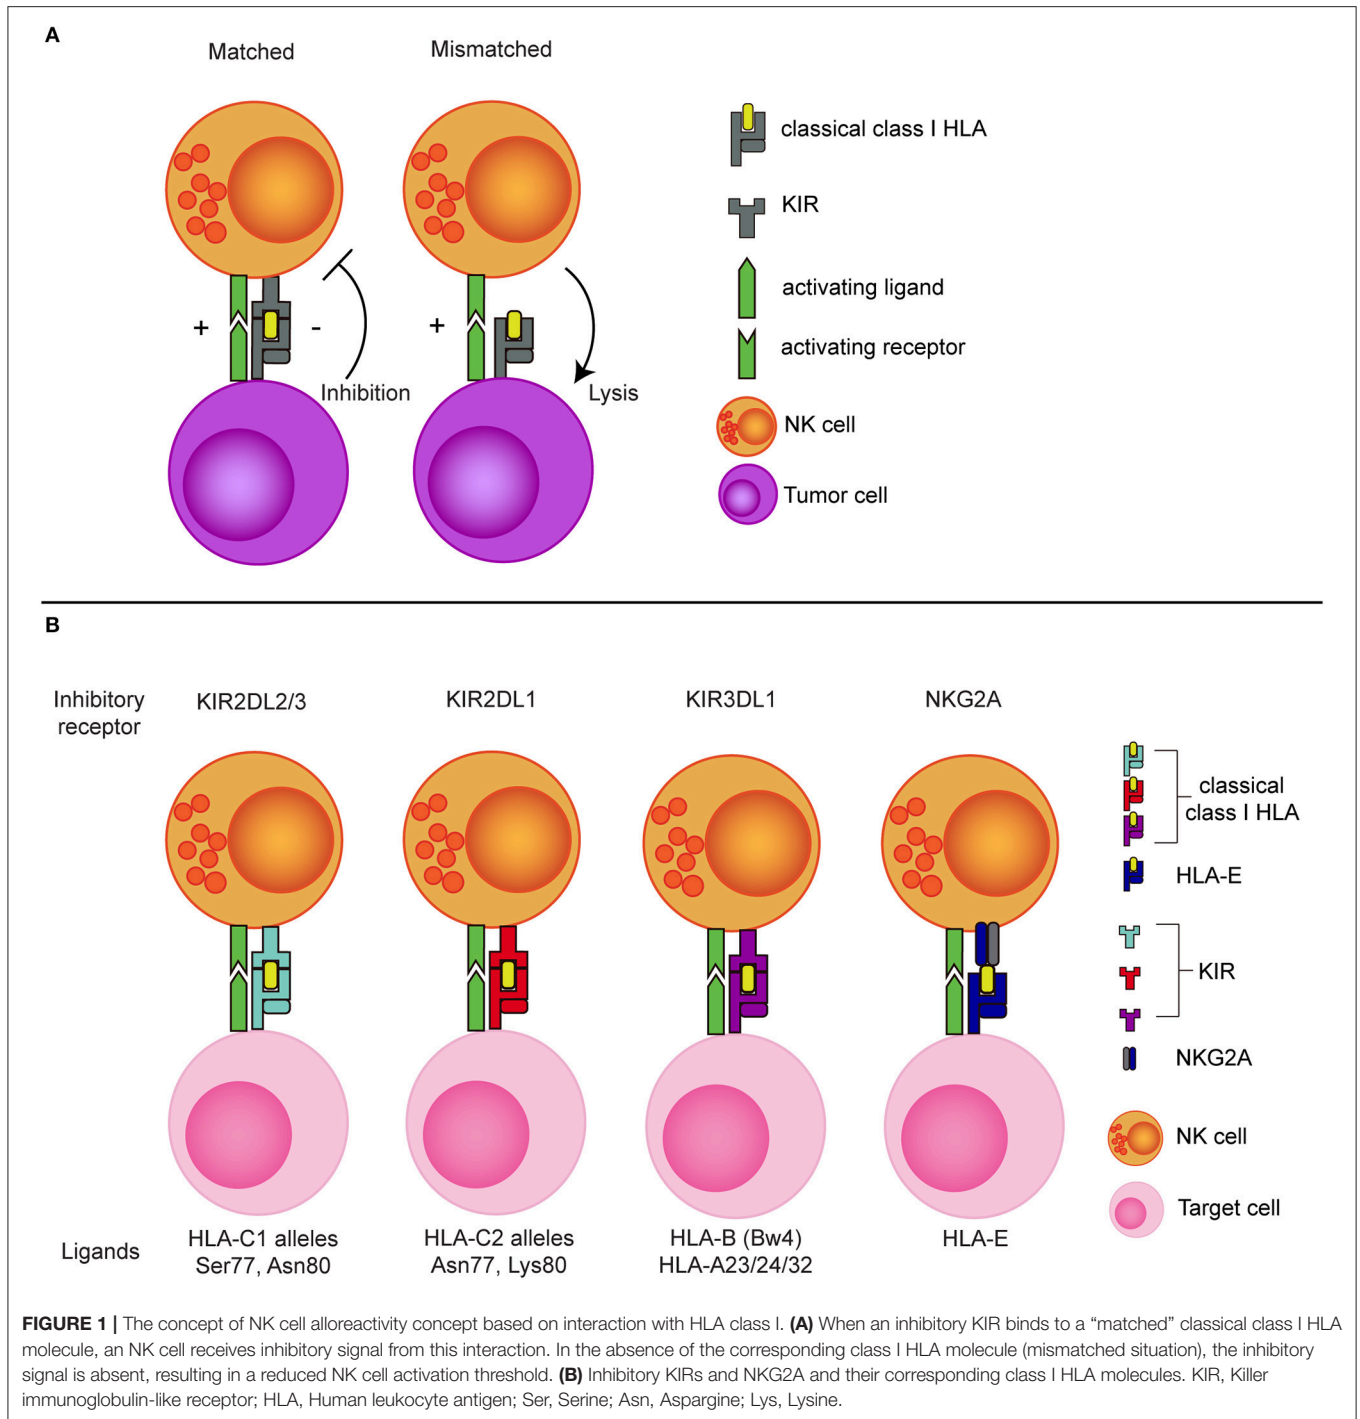 A
Matched
Mismatched
+
-
Inhibition
+
Lysis
classical class I HLA
KIR
activating ligand
activating receptor
NK cell
Tumor cell
B
Inhibitory
receptor
KIR2DL2/3
KIR2DL1
KIR3DL1
NKG2A
classical
class I HLA
HLA-E
KIR
NKG2A
NK cell
Target cell
Ligands
HLA-C1 alleles
Ser77, Asn80
HLA-C2 alleles
Asn77, Lys80
HLA-B (Bw4)
HLA-A23/24/32
HLA-E
FIGURE 1 | The concept of NK cell alloreactivity concept based on interaction with HLA class I. (A) When an inhibitory KIR binds to a “matched” classical class I HLA
molecule, an NK cell receives inhibitory signal from this interaction. In the absence of the corresponding class I HLA molecule (mismatched situation), the inhibitory
signal is absent, resulting in a reduced NK cell activation threshold. (B) Inhibitory KIRs and NKG2A and their corresponding class I HLA molecules. KIR, Killer
immunoglobulin-like receptor; HLA, Human leukocyte antigen; Ser, Serine; Asn, Aspargine; Lys, Lysine.